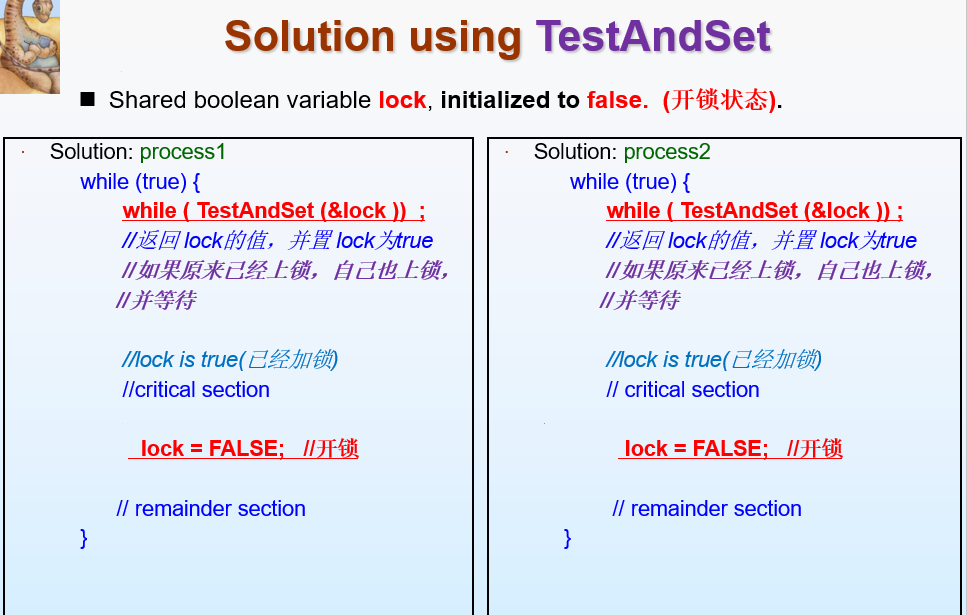 Solution using TestAndSet
■ Shared boolean variable lock, initialized to false. (开锁状态).
· Solution: process1
while (true) {
while ( TestAndSet (&lock )) ;
//返回 lock的值，并置 lock为true
//如果原来已经上锁，自己也上锁，
//并等待
//lock is true(已经加锁)
//critical section
lock = FALSE; //开锁
// remainder section
}
· Solution: process2
while (true) {
while ( TestAndSet (&lock )) ;
//返回 lock的值，并置 lock为true
//如果原来已经上锁，自己也上锁，
//并等待
//lock is true(已经加锁)
// critical section
lock = FALSE; //开锁
// remainder section
}